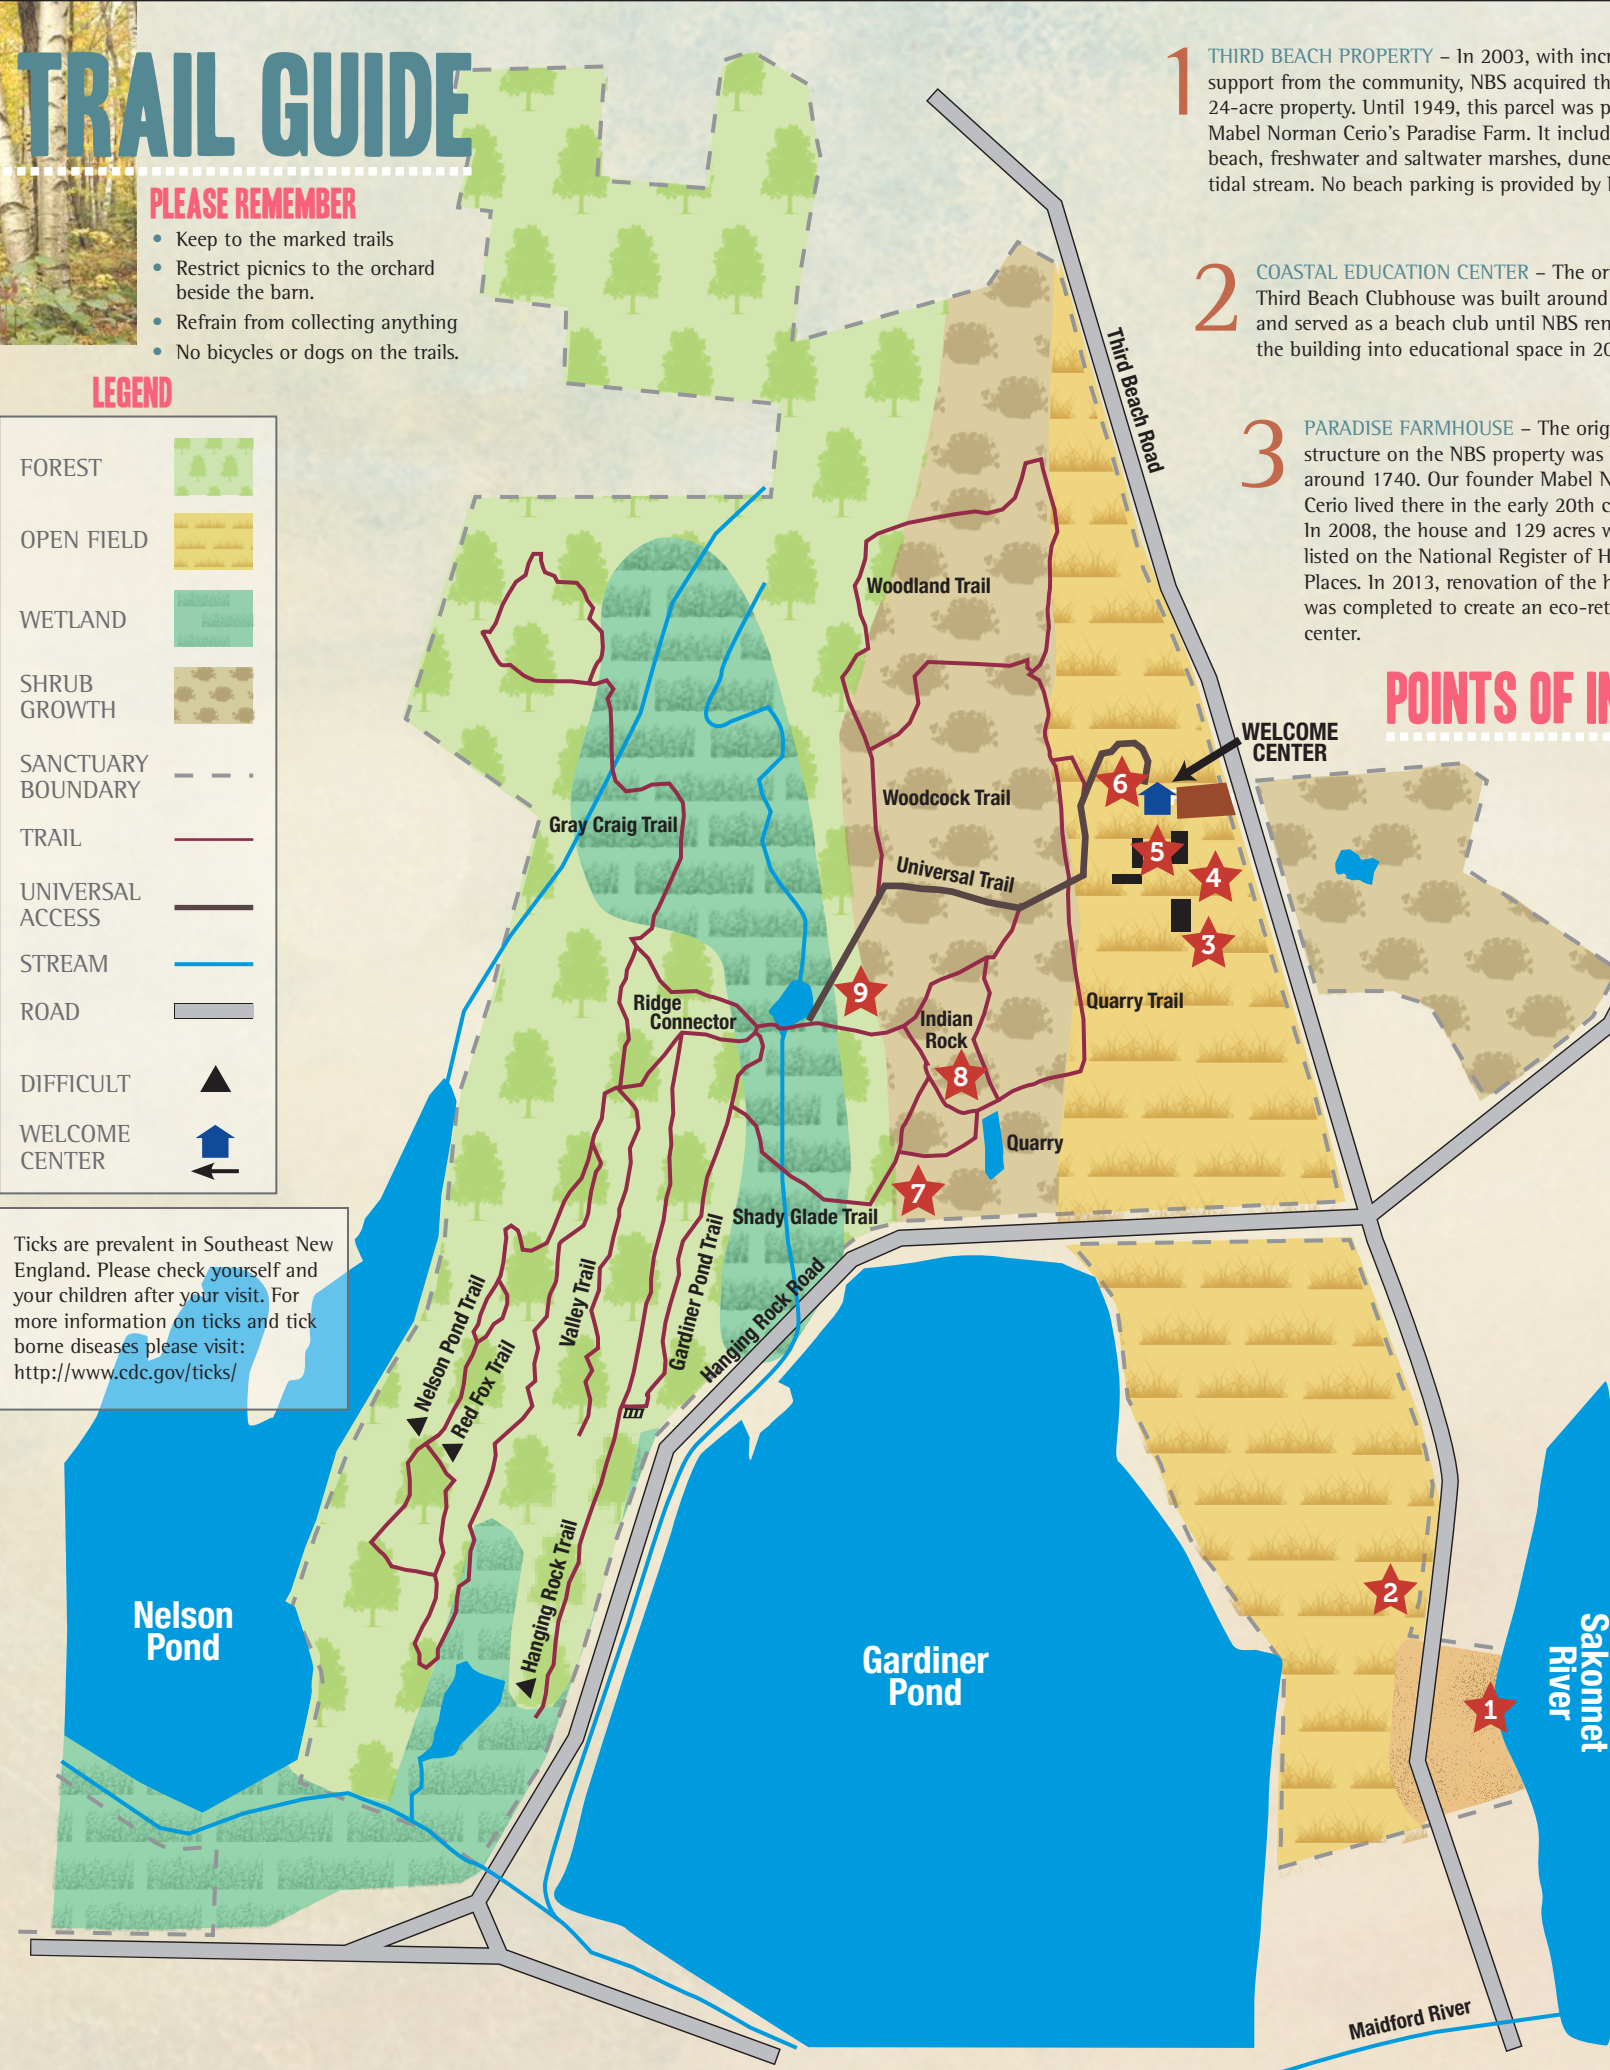 TRAIL GUIDE
PLEASE REMEMBER
• Keep to the marked trails
• Restrict picnics to the orchard
beside the barn.
• Refrain from collecting anything
• No bicycles or dogs on the trails.
LEGEND
FOREST
OPEN FIELD
WETLAND
SHRUB
GROWTH
SANCTUARY
BOUNDARY
TRAIL
UNIVERSAL
ACCESS
STREAM
ROAD
DIFFICULT
WELCOME
CENTER
Ticks are prevalent in Southeast New
England. Please check yourself and
your children after your visit. For
more information on ticks and tick
borne diseases please visit:
http://www.cdc.gov/ticks/
1
THIRD BEACH PROPERTY – In 2003, with
support from the community, NBS acquired
24-acre property. Until 1949, this parcel was
Mabel Norman Cerio's Paradise Farm. It
beach, freshwater and saltwater marshes,
tidal stream. No beach parking is provided by
2
COASTAL EDUCATION CENTER – The
Third Beach Clubhouse was built around
and served as a beach club until NBS
the building into educational space in
3
PARADISE FARMHOUSE – The
structure on the NBS property was
around 1740. Our founder Mabel
Cerio lived there in the early 20th
In 2008, the house and 129 acres
listed on the National Register of
Places. In 2013, renovation of the
was completed to create an
center.
POINTS OF
Third Beach Road
Woodland Trail
WELCOME
CENTER
6
Woodcock Trail
Gray Craig Trail
5
Universal Trail
4
3
9
Ridge
Connector
Quarry Trail
Indian
Rock
8
Quarry
7
Shady Glade Trail
Gardiner Pond Trail
Hanging Rock Road
Valley Trail
Nelson Pond Trail
Red Fox Trail
Hanging Rock Trail
Nelson
Pond
Gardiner
Pond
2
1
Sakonnet
River
Maidford River